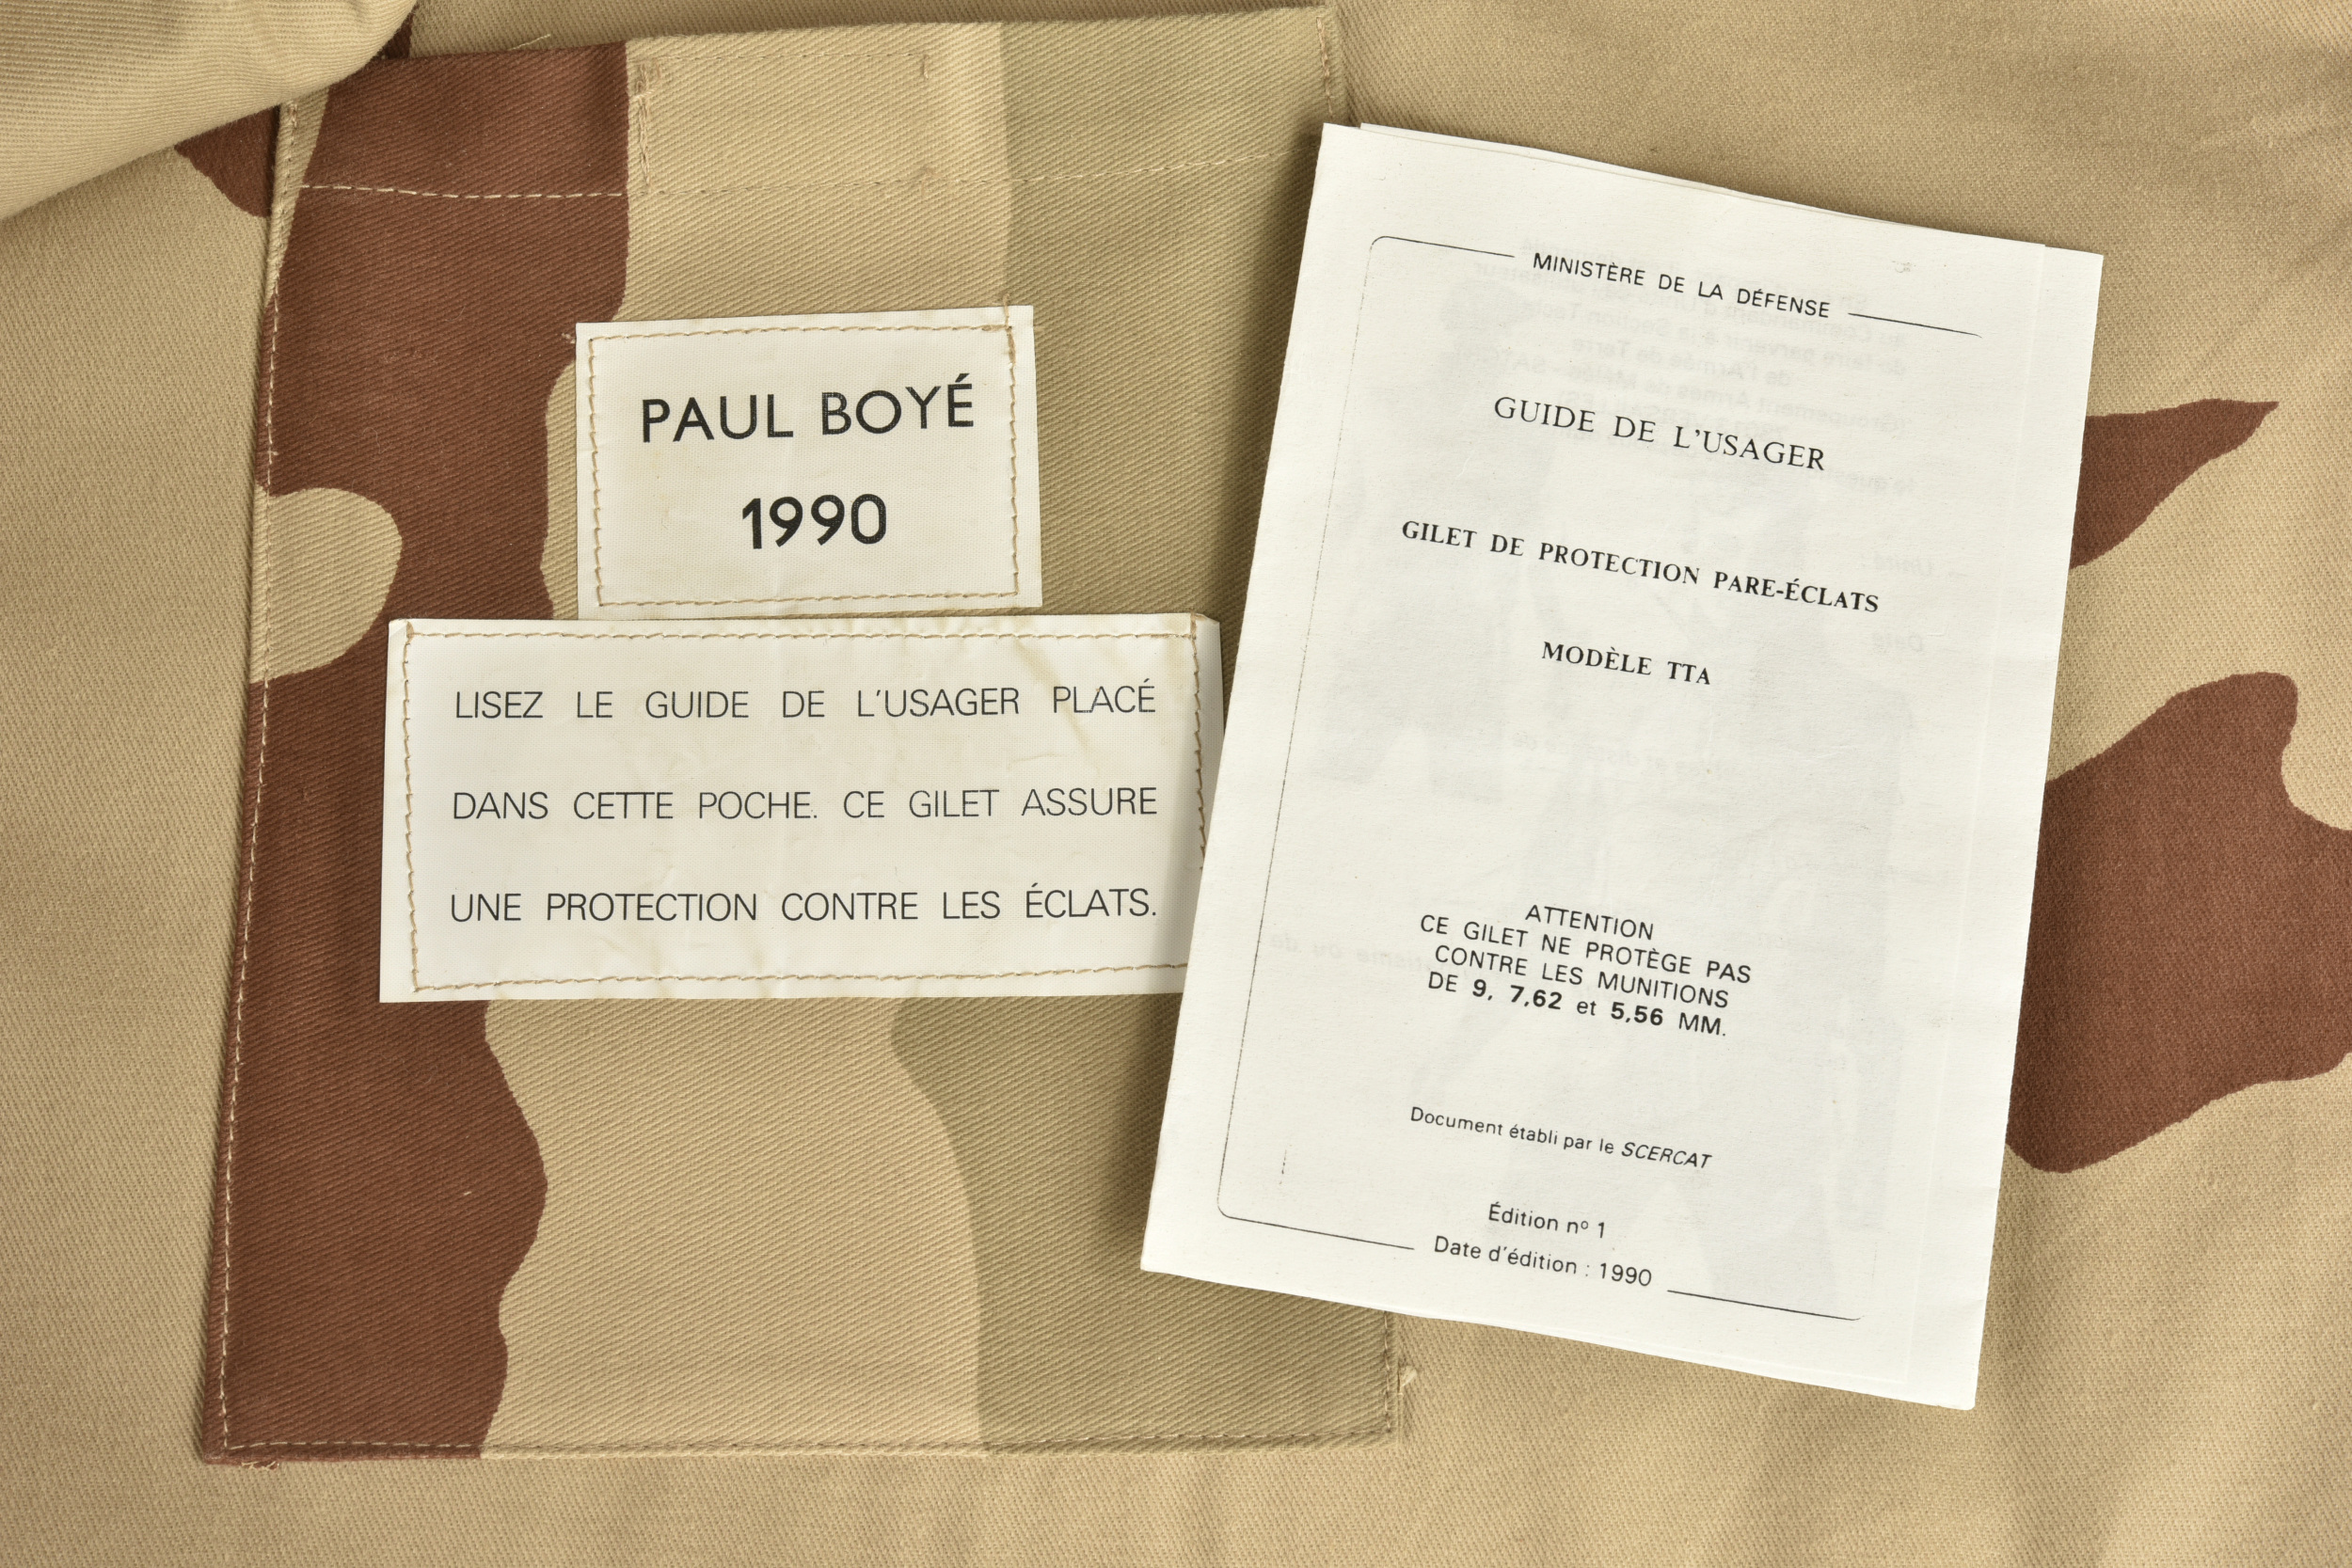 PAUL BOYÉ
1990
LISEZ LE GUIDE DE L'USAGER PLACÉ
DANS CETTE POCHE. CE GILET ASSURE
UNE PROTECTION CONTRE LES ÉCLATS.
MINISTÈRE DE LA DÉFENSE
GUIDE DE L'USAGER
GILET DE PROTECTION PARE-ÉCLATS
MODÈLE TTA
ATTENTION
CE GILET NE PROTÈGE PAS
CONTRE LES MUNITIONS
DE 9, 7,62 et 5,56 MM.
Document établi par le SCERCAT
Édition nº 1
Date d'édition : 1990